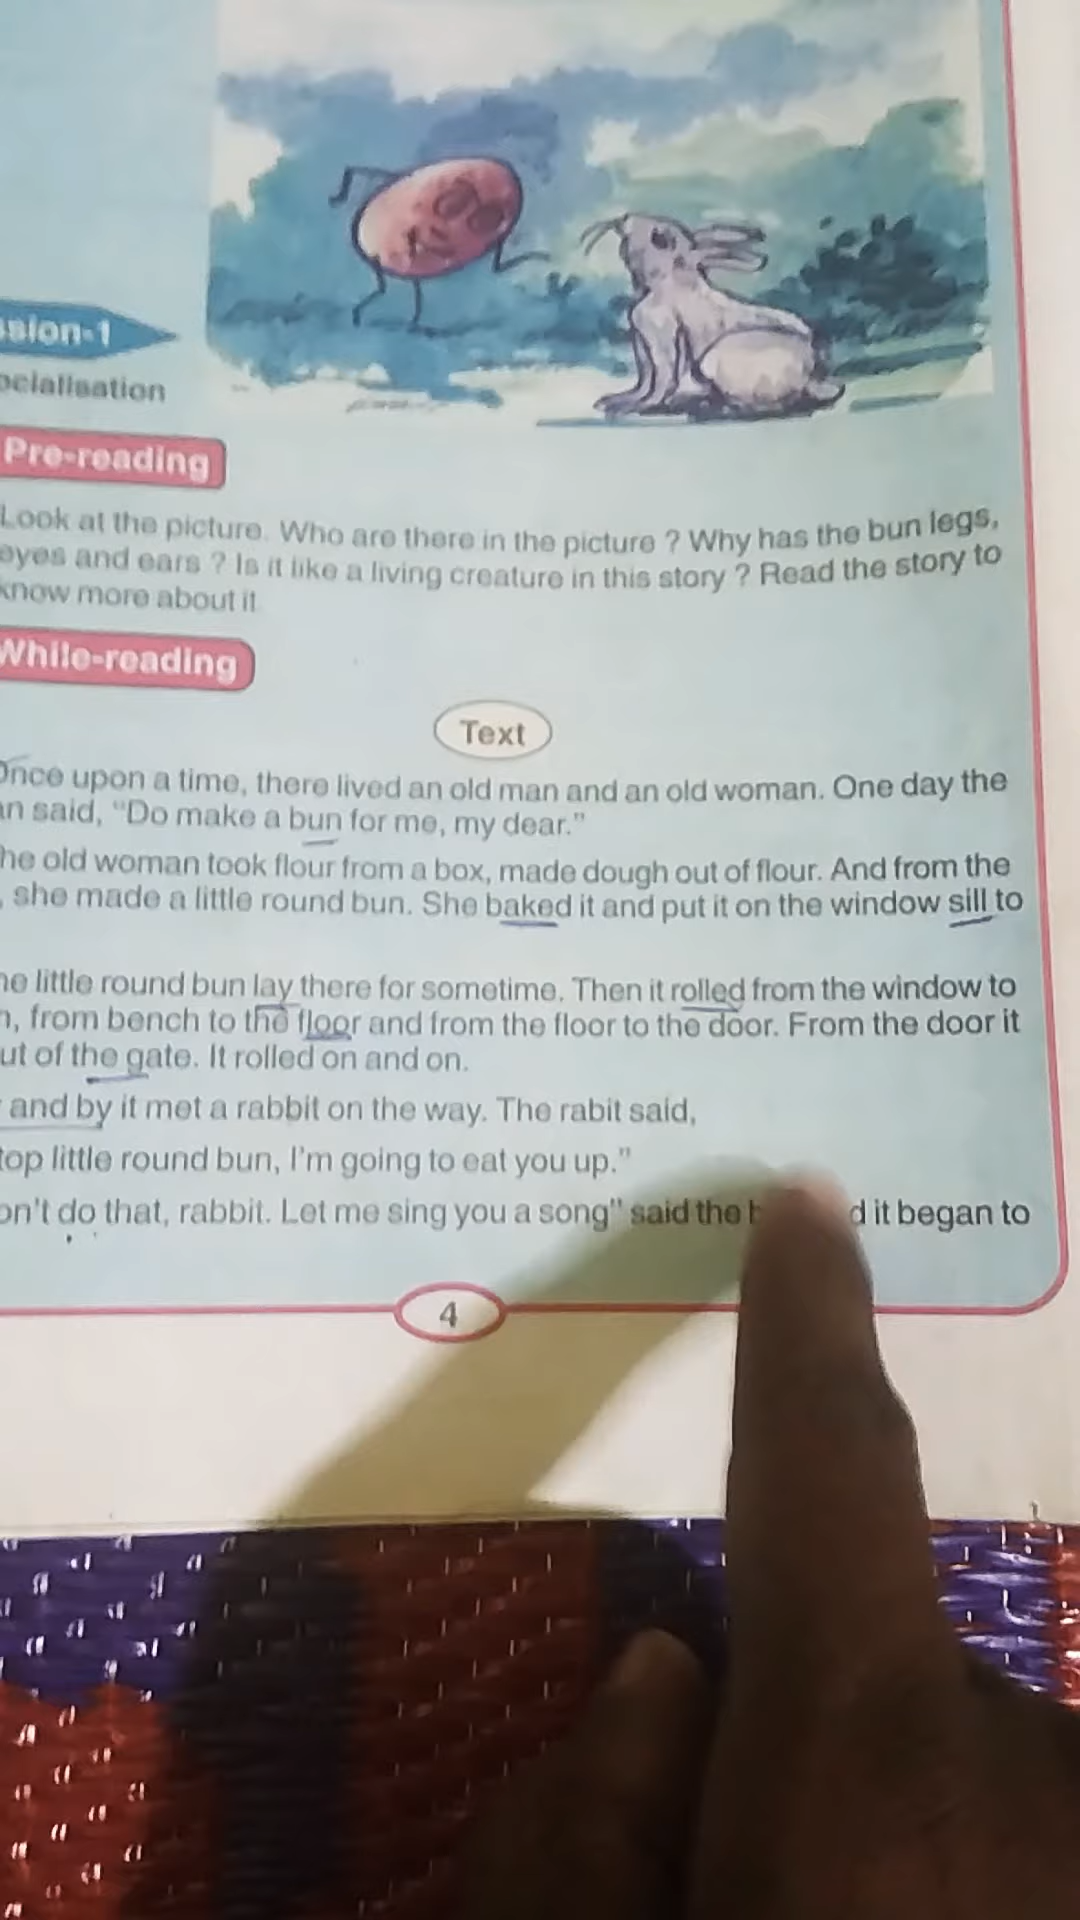 ssion-1
ocialisation
Pre-reading
Look at the picture. Who are there in the picture ? Why has the bun legs,
eyes and ears ? Is it like a living creature in this story ? Read the story to
know more about it
While-reading
Text
Once upon a time, there lived an old man and an old woman. One day the
an said, “Do make a bun for me, my dear.”
he old woman took flour from a box, made dough out of flour. And from the
, she made a little round bun. She baked it and put it on the window sill to
he little round bun lay there for sometime. Then it rolled from the window to
h, from bench to the floor and from the floor to the door. From the door it
ut of the gate. It rolled on and on.
and by it met a rabbit on the way. The rabit said,
top little round bun, I'm going to eat you up.”
on't do that, rabbit. Let me sing you a song" said the b d it began to
4